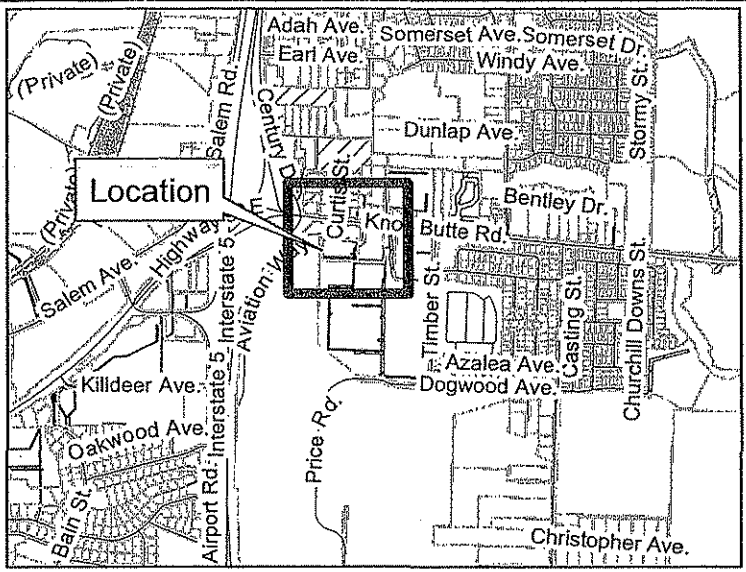 Adah Ave.
Somerset Ave.
Somerset Dr.
Earl Ave.
Windy Ave.
(Private)
(Private)
Salem Rd.
Century D
Stormy St.
Dunlap Ave.
Location
Curtis St.
Bentley Dr.
(Private)
Kno
Butte Rd.
Highway
E
Salem Ave.
Interstate 5
Aviation W
Timber St.
Casting St.
Churchill Downs St.
Azalea Ave.
Killdeer Ave.
Dogwood Ave.
Interstate 5
Price Rd.
Oakwood Ave.
Airport Rd.
Bain St.
Christopher Ave.